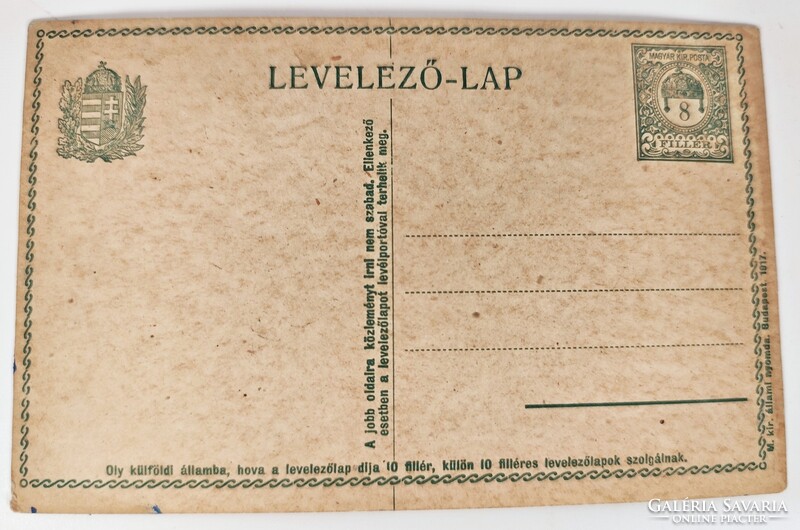 LEVELEZŐ-LAP
MAGYAR KIR. POSTA
8
FILLÉR
A jobb oldalra közleményt irni nem szabad. Ellenkező
esetben a levelezőlapot levélportóval terhelik meg.
Oly külföldi államba, hova a levelezőlap dija 10 fillér, külön 10 filléres levelezőlapok szolgálnak.
M. kir. állami nyomda. Budapest. 1917.
GALÉRIA SAVARIA
ONLINE PIACTÉR